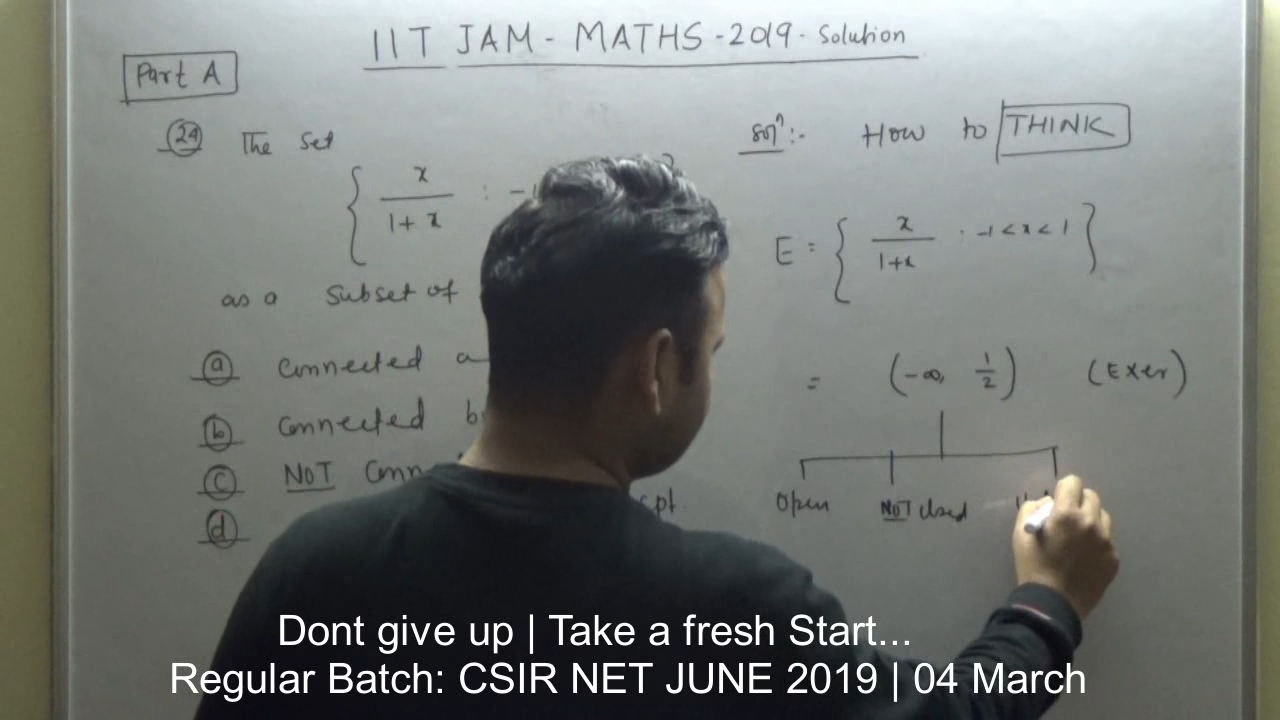 IIT JAM - MATHS - 2019 - Solution
Part A
(24) The Set
{ x / 1 + x : -1
as a Subset of
(a) Connected a
(b) Connected b
(c) NOT Conn
(d) cpt.
Solⁿ:- How to THINK
E = { x / 1+x : -1 < x < 1 }
= (-∞, 1/2) (Exer)
Open NOT closed
Dont give up | Take a fresh Start...
Regular Batch: CSIR NET JUNE 2019 | 04 March